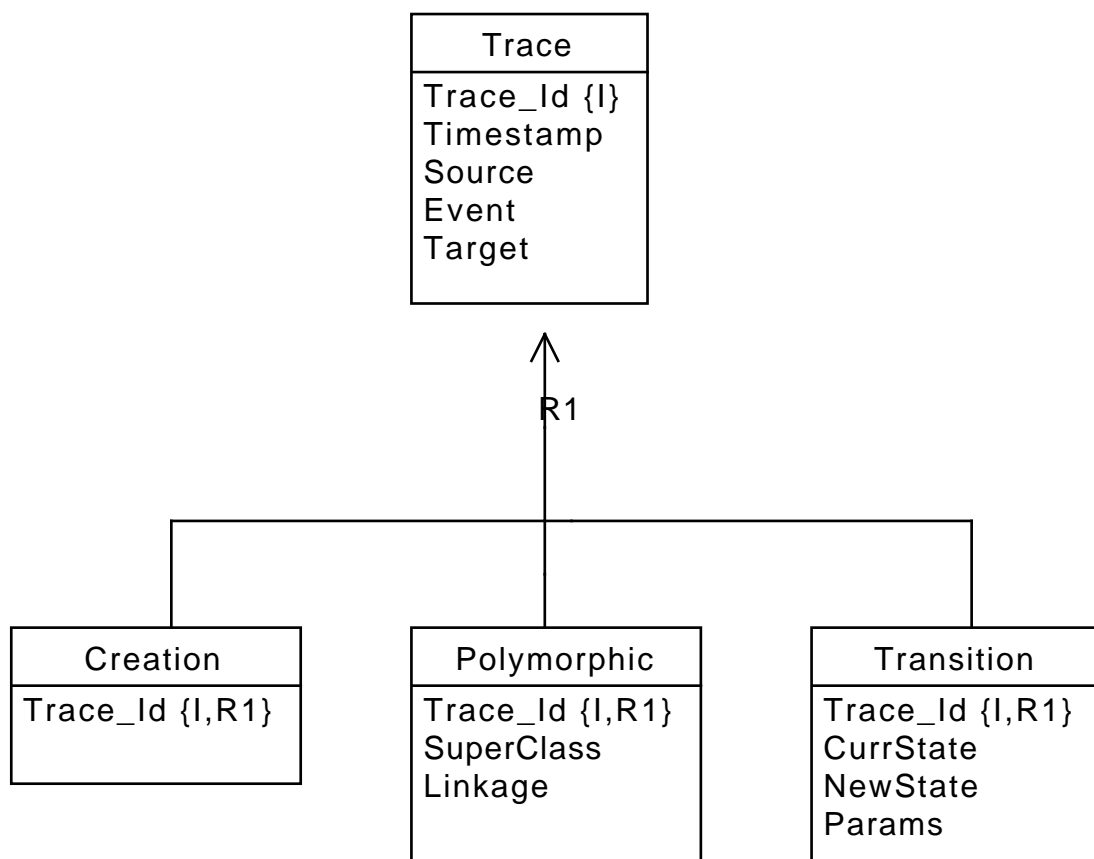 Trace
Trace_Id {I}
Timestamp
Source
Event
Target
R1
Creation
Trace_Id {I,R1}
Polymorphic
Trace_Id {I,R1}
SuperClass
Linkage
Transition
Trace_Id {I,R1}
CurrState
NewState
Params